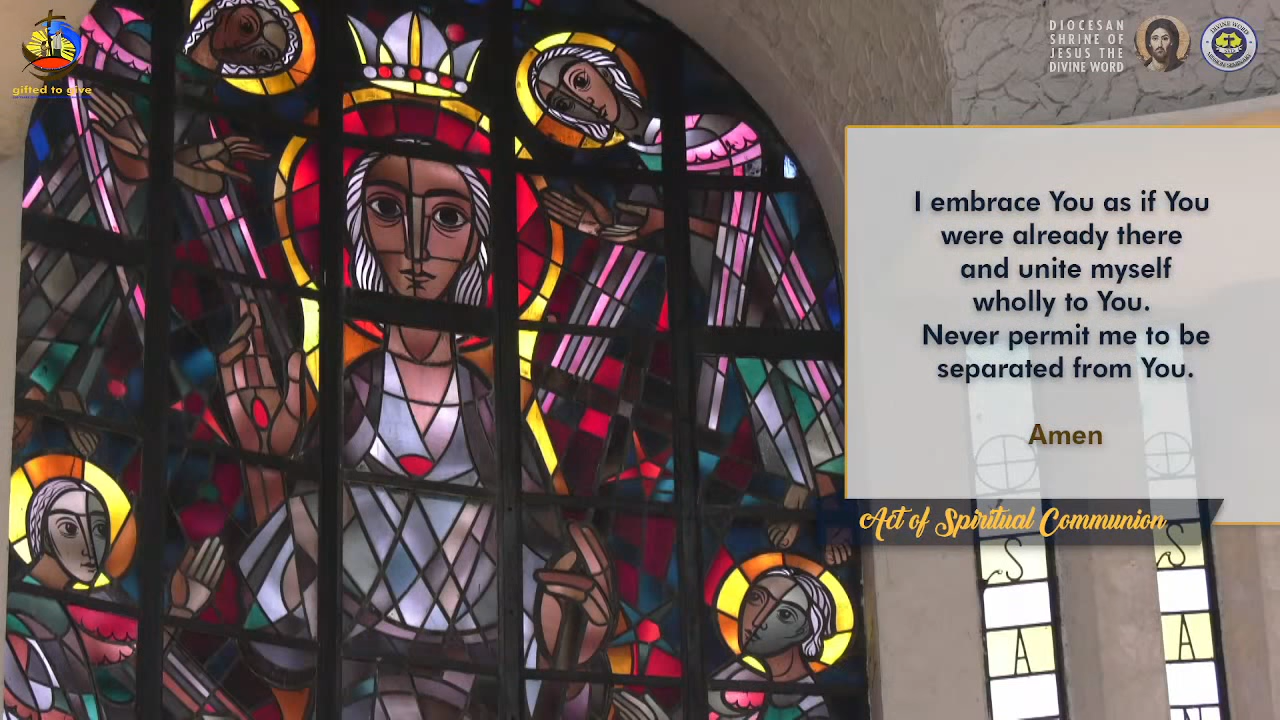 gifted to give
DIOCESAN
SHRINE OF
JESUS THE
DIVINE WORD
I embrace You as if You
were already there
and unite myself
wholly to You.
Never permit me to be
separated from You.
Amen
Act of Spiritual Communion
S
A
S
A